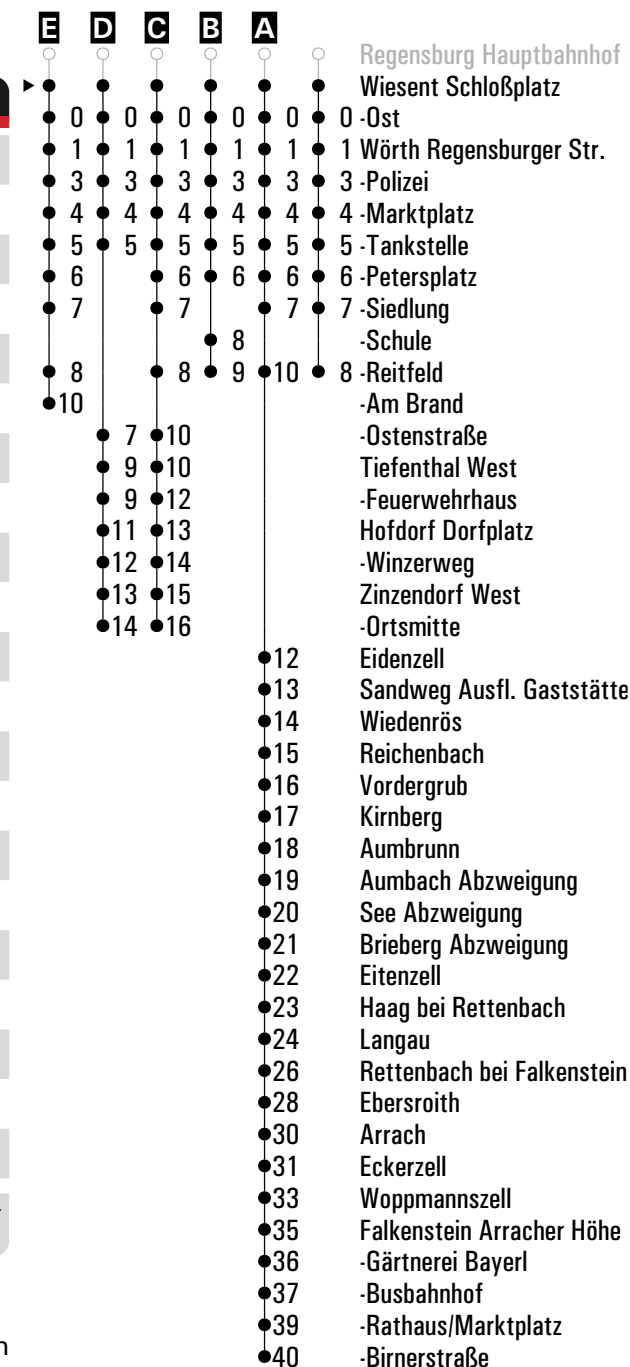 E D C B A
Regensburg Hauptbahnhof
Wiesent Schloßplatz
0 0 0 0 0 0 -Ost
1 1 1 1 1 1 Wörth Regensburger Str.
3 3 3 3 3 3 -Polizei
4 4 4 4 4 4 -Marktplatz
5 5 5 5 5 5 -Tankstelle
6 6 6 6 6 -Petersplatz
7 7 7 7 -Siedlung
8 -Schule
8 8 9 10 8 -Reitfeld
10 -Am Brand
7 10 -Ostenstraße
9 10 Tiefenthal West
9 12 -Feuerwehrhaus
11 13 Hofdorf Dorfplatz
12 14 -Winzerweg
13 15 Zinzendorf West
14 16 -Ortsmitte
12 Eidenzell
13 Sandweg Ausfl. Gaststätte
14 Wiedenrös
15 Reichenbach
16 Vordergrub
17 Kirnberg
18 Aumbrunn
19 Aumbach Abzweigung
20 See Abzweigung
21 Brieberg Abzweigung
22 Eitenzell
23 Haag bei Rettenbach
24 Langau
26 Rettenbach bei Falkenstein
28 Ebersroith
30 Arrach
31 Eckerzell
33 Woppmannszell
35 Falkenstein Arracher Höhe
36 -Gärtnerei Bayerl
37 -Busbahnhof
39 -Rathaus/Marktplatz
40 -Birnerstraße